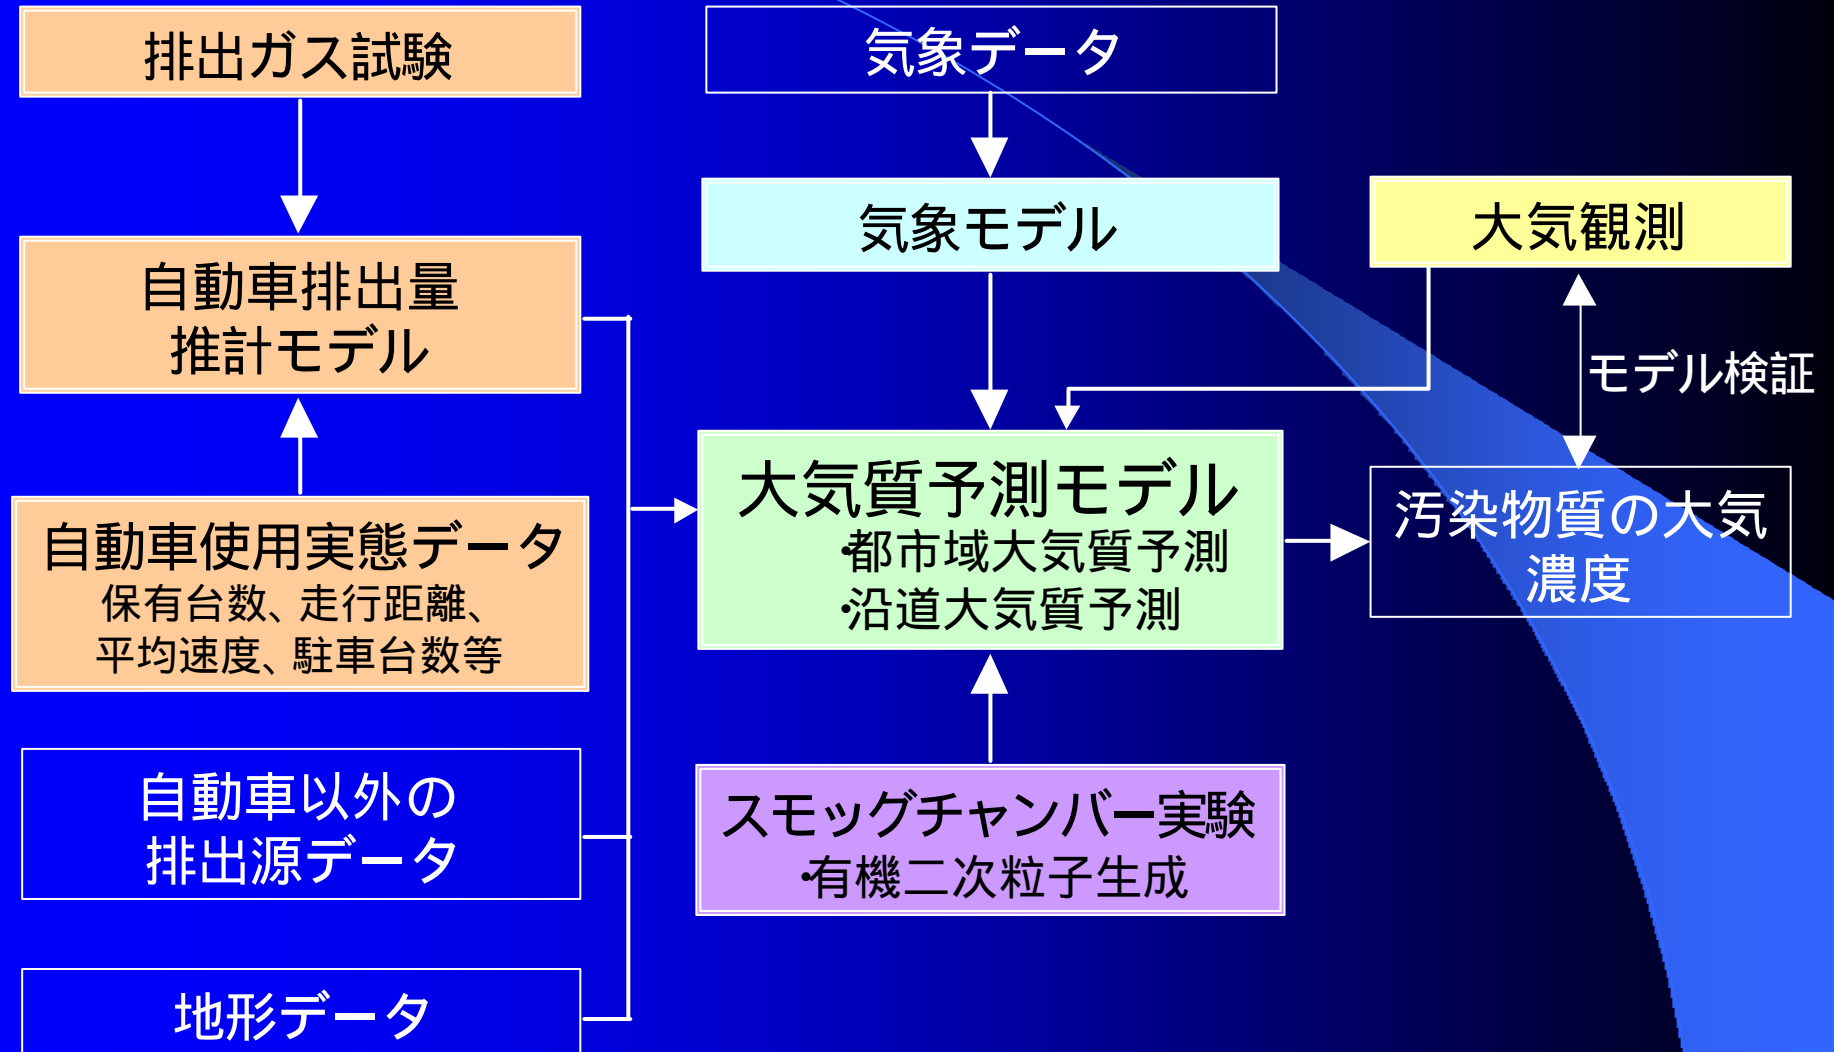 排出ガス試験
自動車排出量
推計モデル
自動車使用実態データ
保有台数、走行距離、
平均速度、駐車台数等
自動車以外の
排出源データ
地形データ
気象データ
気象モデル
大気質予測モデル
・都市域大気質予測
・沿道大気質予測
スモッグチャンバー実験
・有機二次粒子生成
大気観測
モデル検証
汚染物質の大気
濃度